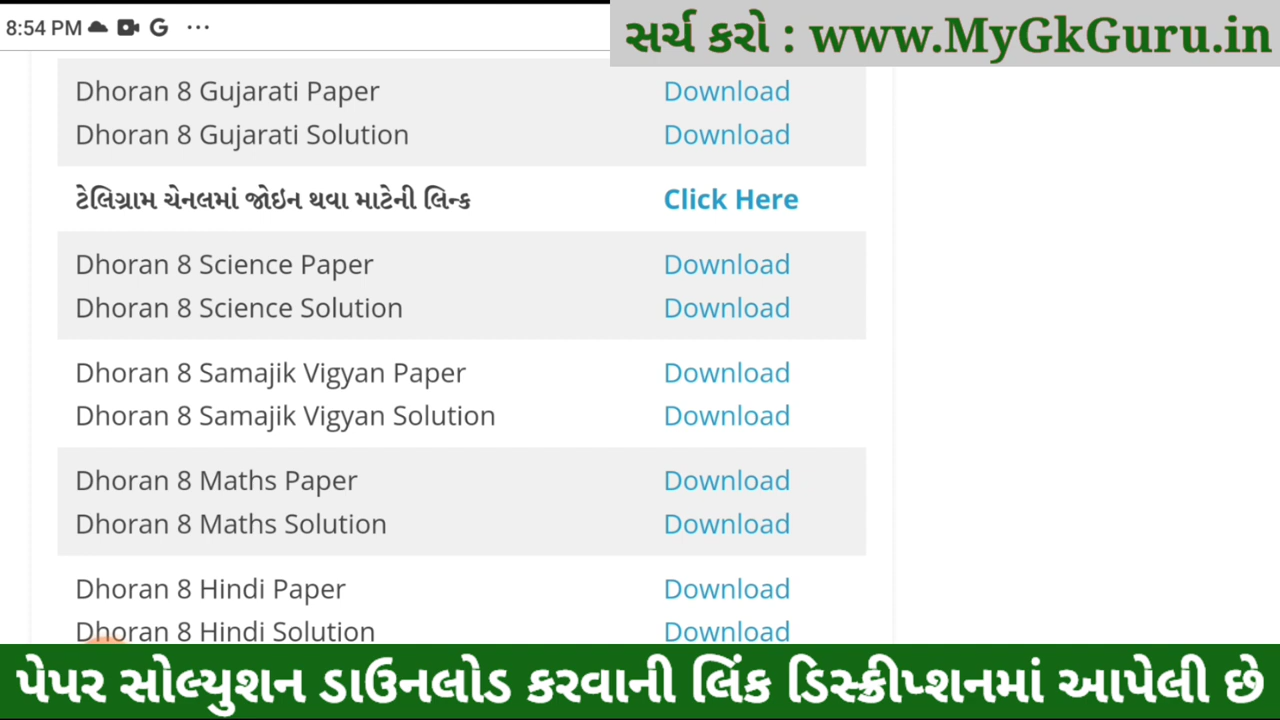 8:54 PM
સર્ચ કરો : www.MyGkGuru.in
Dhoran 8 Gujarati Paper Download
Dhoran 8 Gujarati Solution Download
ટેલિગ્રામ ચેનલમાં જોઇન થવા માટેની લિન્ક Click Here
Dhoran 8 Science Paper Download
Dhoran 8 Science Solution Download
Dhoran 8 Samajik Vigyan Paper Download
Dhoran 8 Samajik Vigyan Solution Download
Dhoran 8 Maths Paper Download
Dhoran 8 Maths Solution Download
Dhoran 8 Hindi Paper Download
Dhoran 8 Hindi Solution Download
પેપર સોલ્યુશન ડાઉનલોડ કરવાની લિંક ડિસ્ક્રીપ્શનમાં આપેલી છે